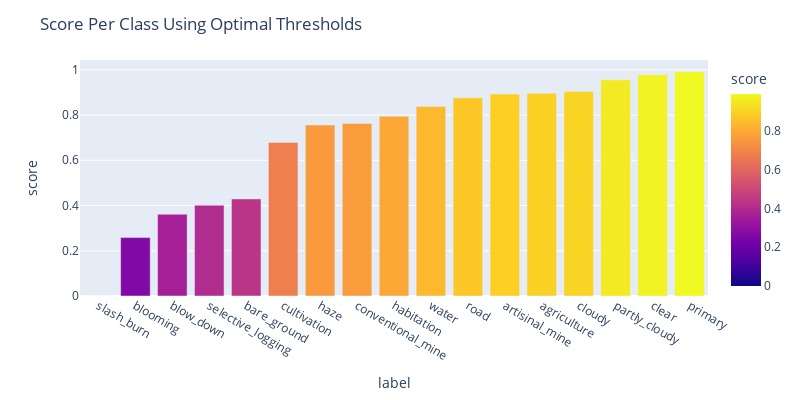 Score Per Class Using Optimal Thresholds
score
1
0.8
0.6
0.4
0.2
0
slash_burn
blooming
blow_down
selective_logging
bare_ground
cultivation
haze
conventional_mine
habitation
water
road
artisinal_mine
agriculture
cloudy
partly_cloudy
clear
primary
label
score
0.8
0.6
0.4
0.2
0